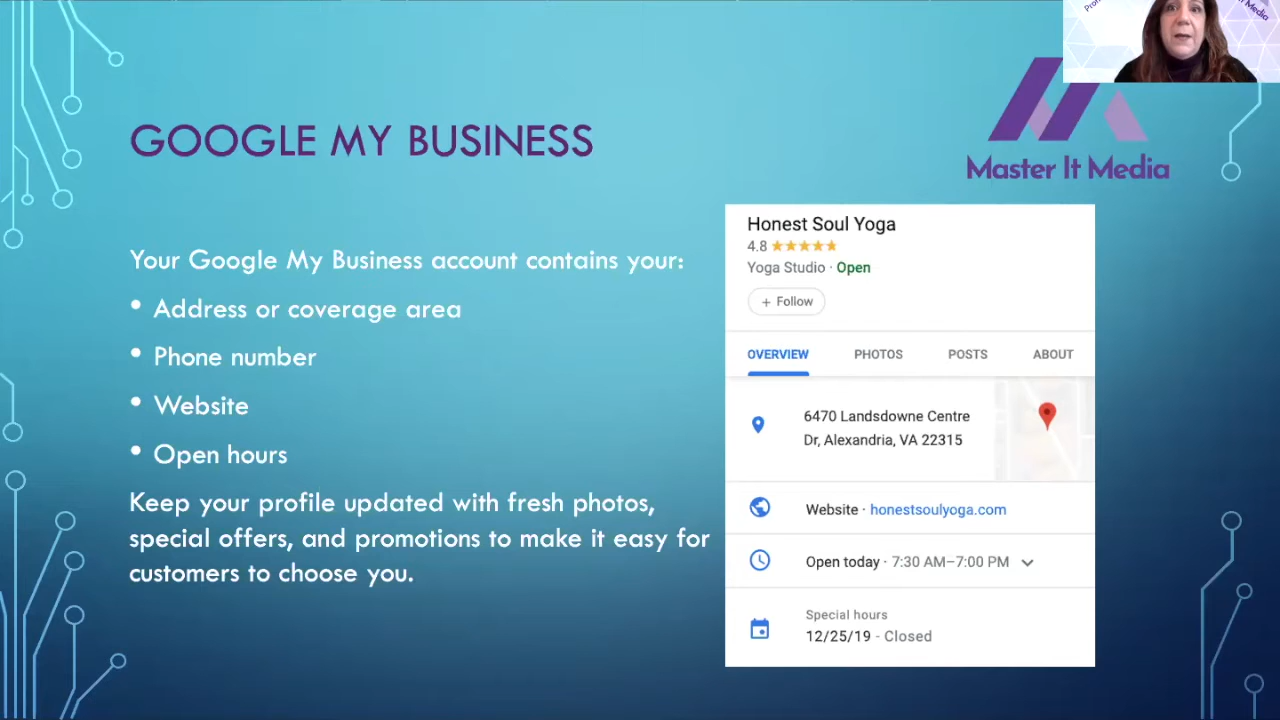 GOOGLE MY BUSINESS
Master It Media
Your Google My Business account contains your:
• Address or coverage area
• Phone number
• Website
• Open hours
Keep your profile updated with fresh photos,
special offers, and promotions to make it easy for
customers to choose you.
Honest Soul Yoga
4.8
Yoga Studio · Open
+ Follow
OVERVIEW PHOTOS POSTS ABOUT
6470 Landsdowne Centre
Dr, Alexandria, VA 22315
Website · honestsoulyoga.com
Open today · 7:30 AM–7:00 PM
Special hours
12/25/19 · Closed